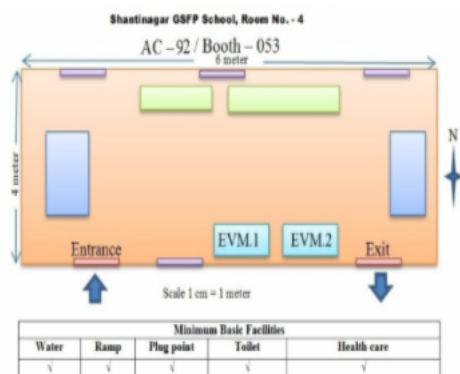 Shantinagar GSFP School, Room No. - 4
AC – 92 / Booth – 053
6 meter
4 meter
N
EVM.1 EVM.2
Entrance Exit
Scale 1 cm = 1 meter
Minimum Basic Facilities
Water Ramp Plug point Toilet Health care
√ √ √ √ √